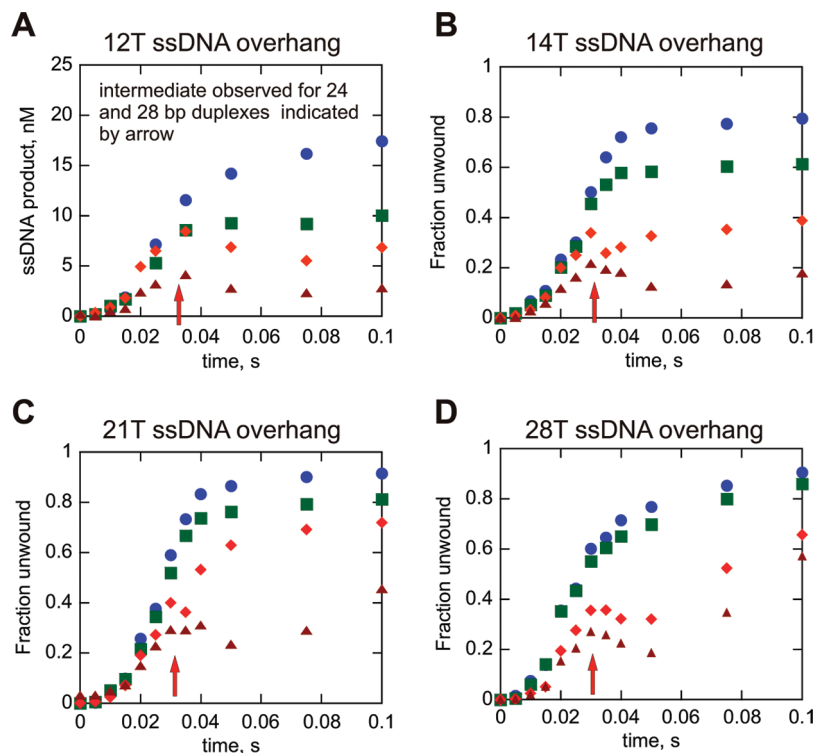 A
12T ssDNA overhang
intermediate observed for 24
and 28 bp duplexes indicated
by arrow
ssDNA product, nM
25
20
15
10
5
0
0 0.02 0.04 0.06 0.08 0.1
time, s
B
14T ssDNA overhang
Fraction unwound
1
0.8
0.6
0.4
0.2
0
0 0.02 0.04 0.06 0.08 0.1
time, s
C
21T ssDNA overhang
Fraction unwound
1
0.8
0.6
0.4
0.2
0
0 0.02 0.04 0.06 0.08 0.1
time, s
D
28T ssDNA overhang
Fraction unwound
1
0.8
0.6
0.4
0.2
0
0 0.02 0.04 0.06 0.08 0.1
time, s